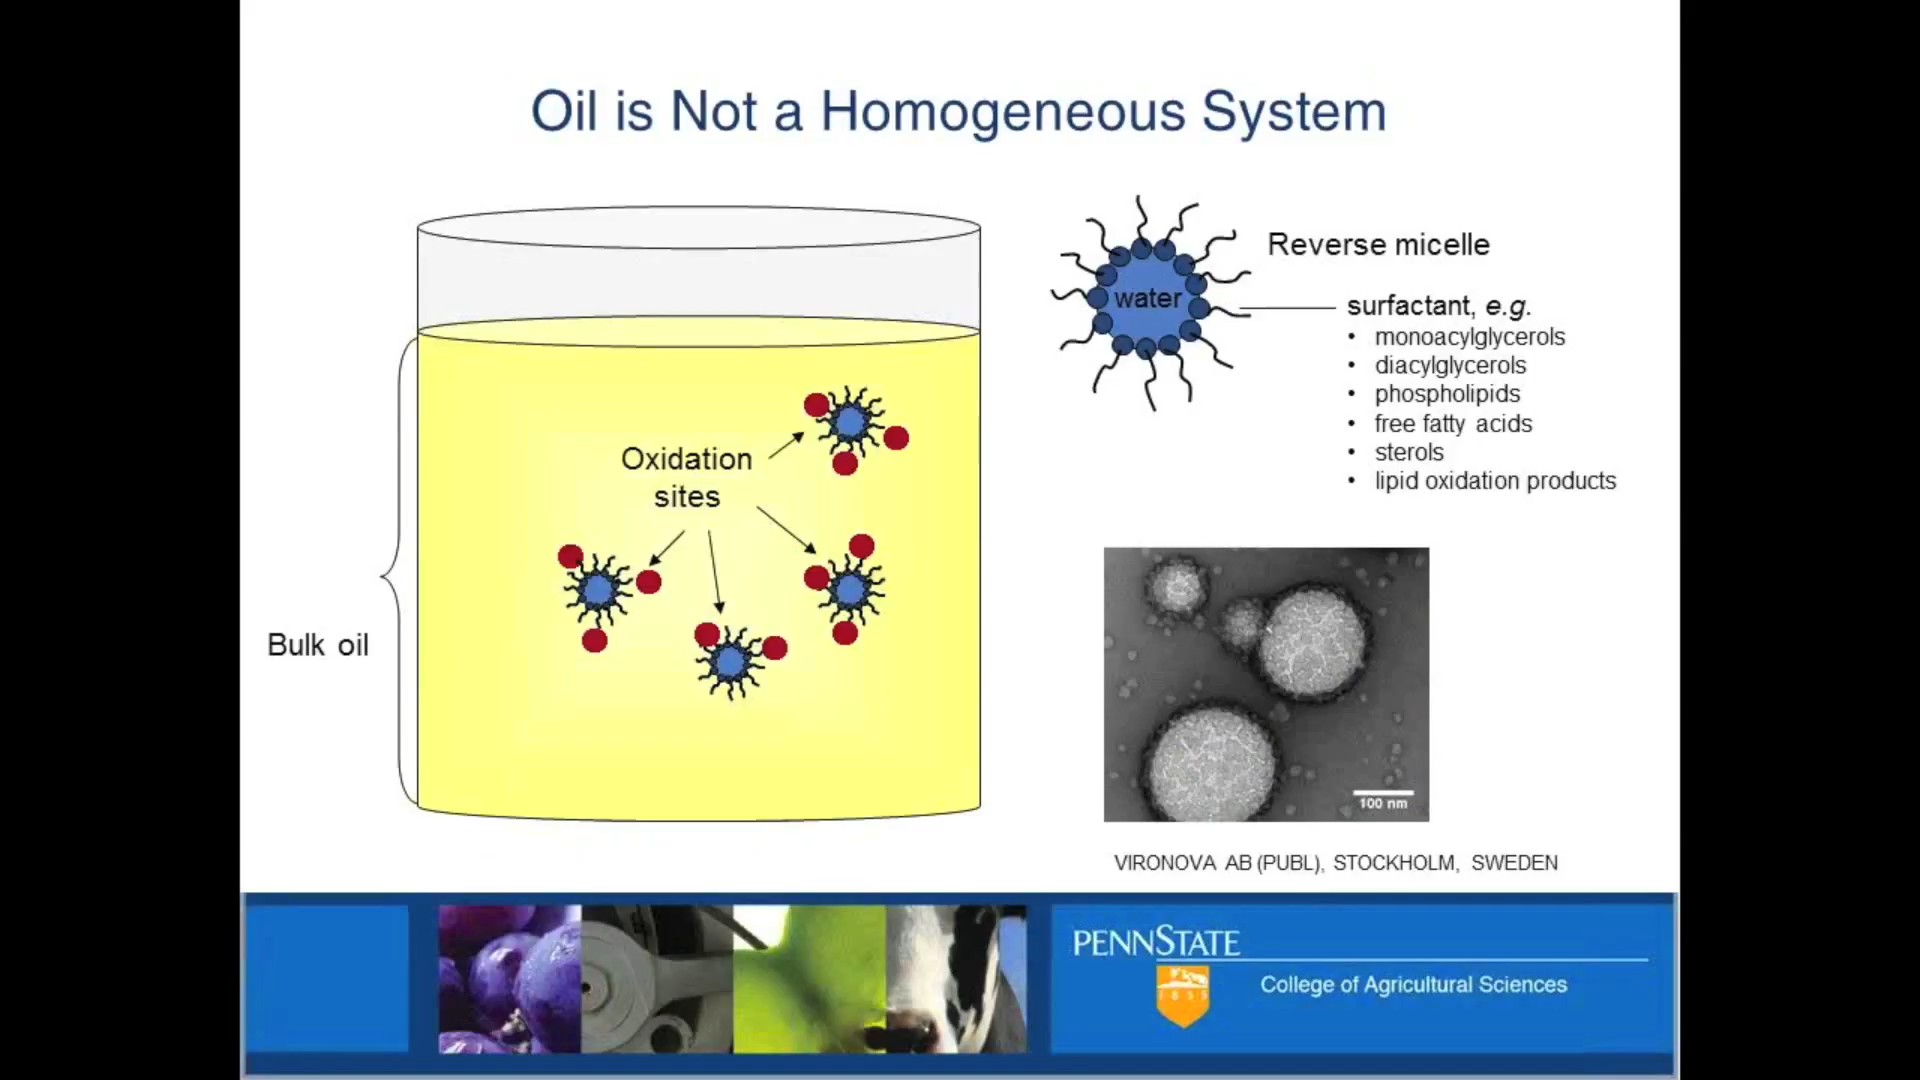 Oil is Not a Homogeneous System
Oxidation
sites
Bulk oil
water
Reverse micelle
surfactant, e.g.
• monoacylglycerols
• diacylglycerols
• phospholipids
• free fatty acids
• sterols
• lipid oxidation products
100 nm
VIRONOVA AB (PUBL), STOCKHOLM, SWEDEN
PENNSTATE
1855
College of Agricultural Sciences